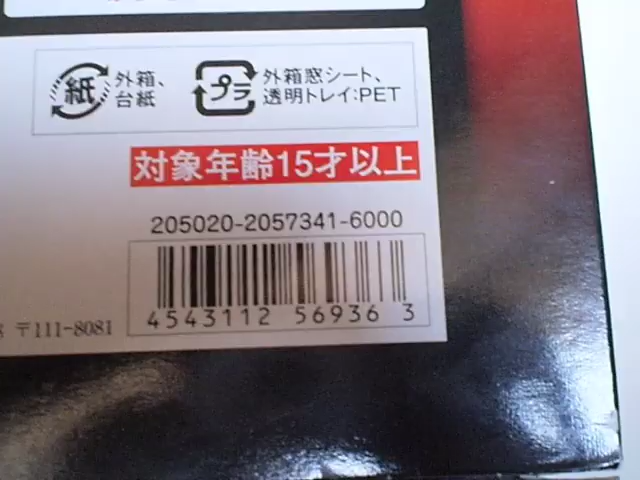 紙 外箱、
台紙
プラ 外箱窓シート、
透明トレイ:PET
対象年齢15才以上
205020-2057341-6000
4543112 56936 3
〒111-8081